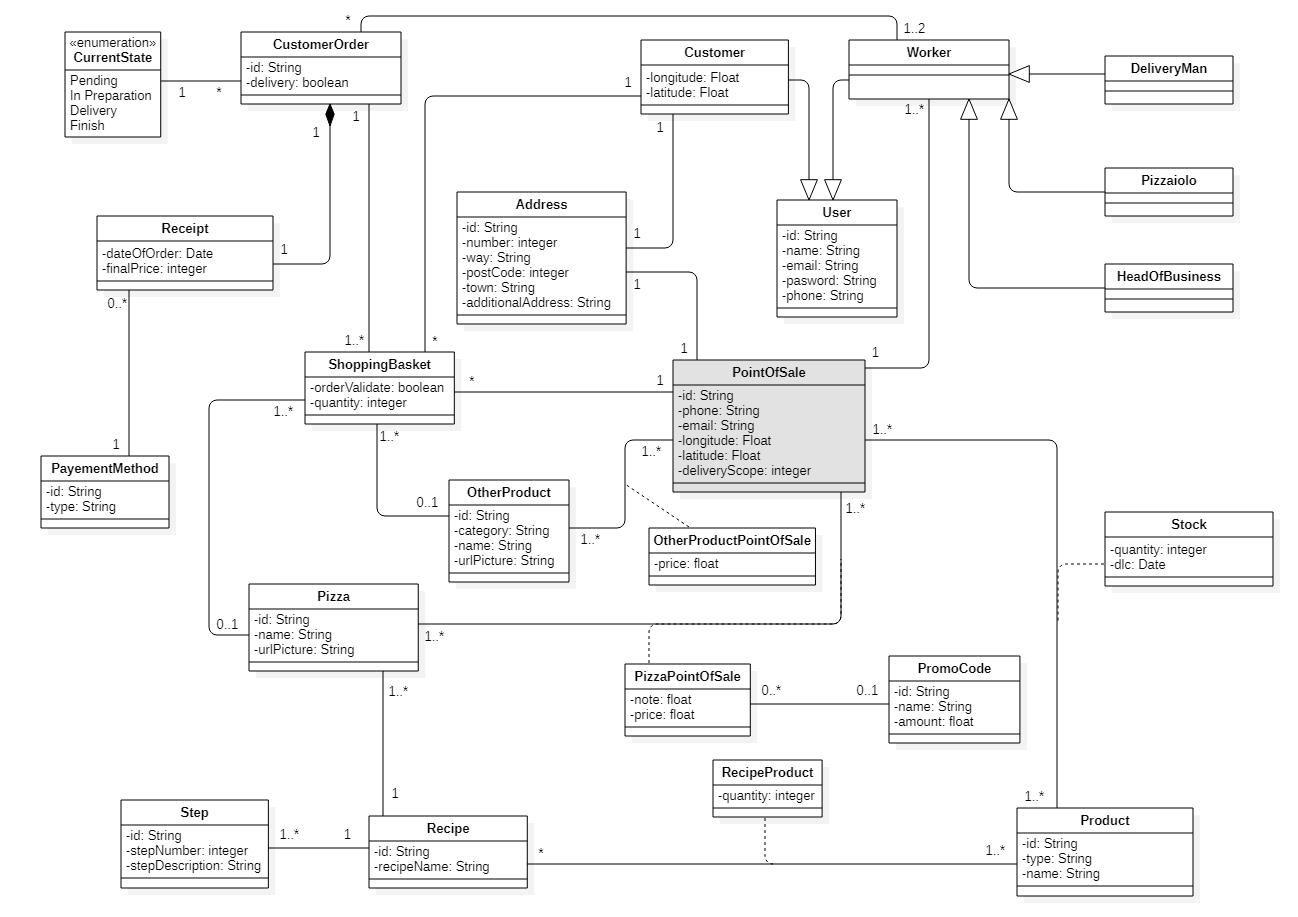 *
1..2
«enumeration»
CurrentState
Pending
In Preparation
Delivery
Finish
1
*
CustomerOrder
-id: String
-delivery: boolean
1
1
Customer
-longitude: Float
-latitude: Float
1
1
Worker
1..*
DeliveryMan
Pizzaiolo
HeadOfBusiness
Receipt
-dateOfOrder: Date
-finalPrice: integer
1
0..*
Address
-id: String
-number: integer
-way: String
-postCode: integer
-town: String
-additionalAddress: String
1
1
User
-id: String
-name: String
-email: String
-pasword: String
-phone: String
1..*
*
1
1
ShoppingBasket
-orderValidate: boolean
-quantity: integer
*
1
1..*
1..*
PointOfSale
-id: String
-phone: String
-email: String
-longitude: Float
-latitude: Float
-deliveryScope: integer
1..*
1..*
1..*
1
PayementMethod
-id: String
-type: String
0..1
OtherProduct
-id: String
-category: String
-name: String
-urlPicture: String
1..*
OtherProductPointOfSale
-price: float
Stock
-quantity: integer
-dlc: Date
Pizza
-id: String
-name: String
-urlPicture: String
0..1
1..*
1..*
PizzaPointOfSale
-note: float
-price: float
0..*
0..1
PromoCode
-id: String
-name: String
-amount: float
RecipeProduct
-quantity: integer
1
1..*
Step
-id: String
-stepNumber: integer
-stepDescription: String
1..*
1
Recipe
-id: String
-recipeName: String
*
1..*
Product
-id: String
-type: String
-name: String